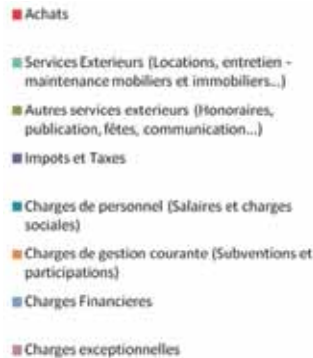 Achats
Services Exterieurs (Locations, entretien -
maintenance mobiliers et immobiliers...)
Autres services exterieurs (Honoraires,
publication, fêtes, communication...)
Impots et Taxes
Charges de personnel (Salaires et charges
sociales)
Charges de gestion courante (Subventions et
participations)
Charges Financieres
Charges exceptionnelles